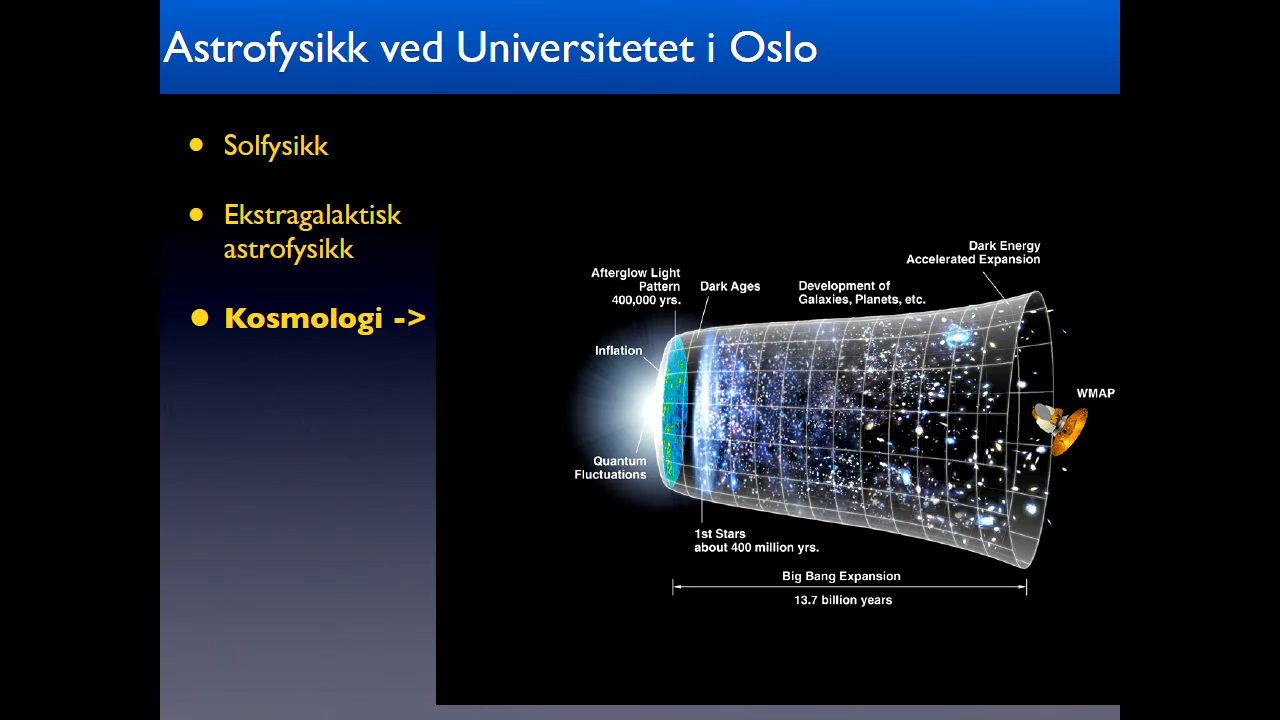 Astrofysikk ved Universitetet i Oslo
● Solfysikk
● Ekstragalaktisk
astrofysikk
● Kosmologi ->
Dark Energy
Accelerated Expansion
Afterglow Light
Pattern
400,000 yrs.
Dark Ages
Development of
Galaxies, Planets, etc.
Inflation
WMAP
Quantum
Fluctuations
1st Stars
about 400 million yrs.
Big Bang Expansion
13.7 billion years